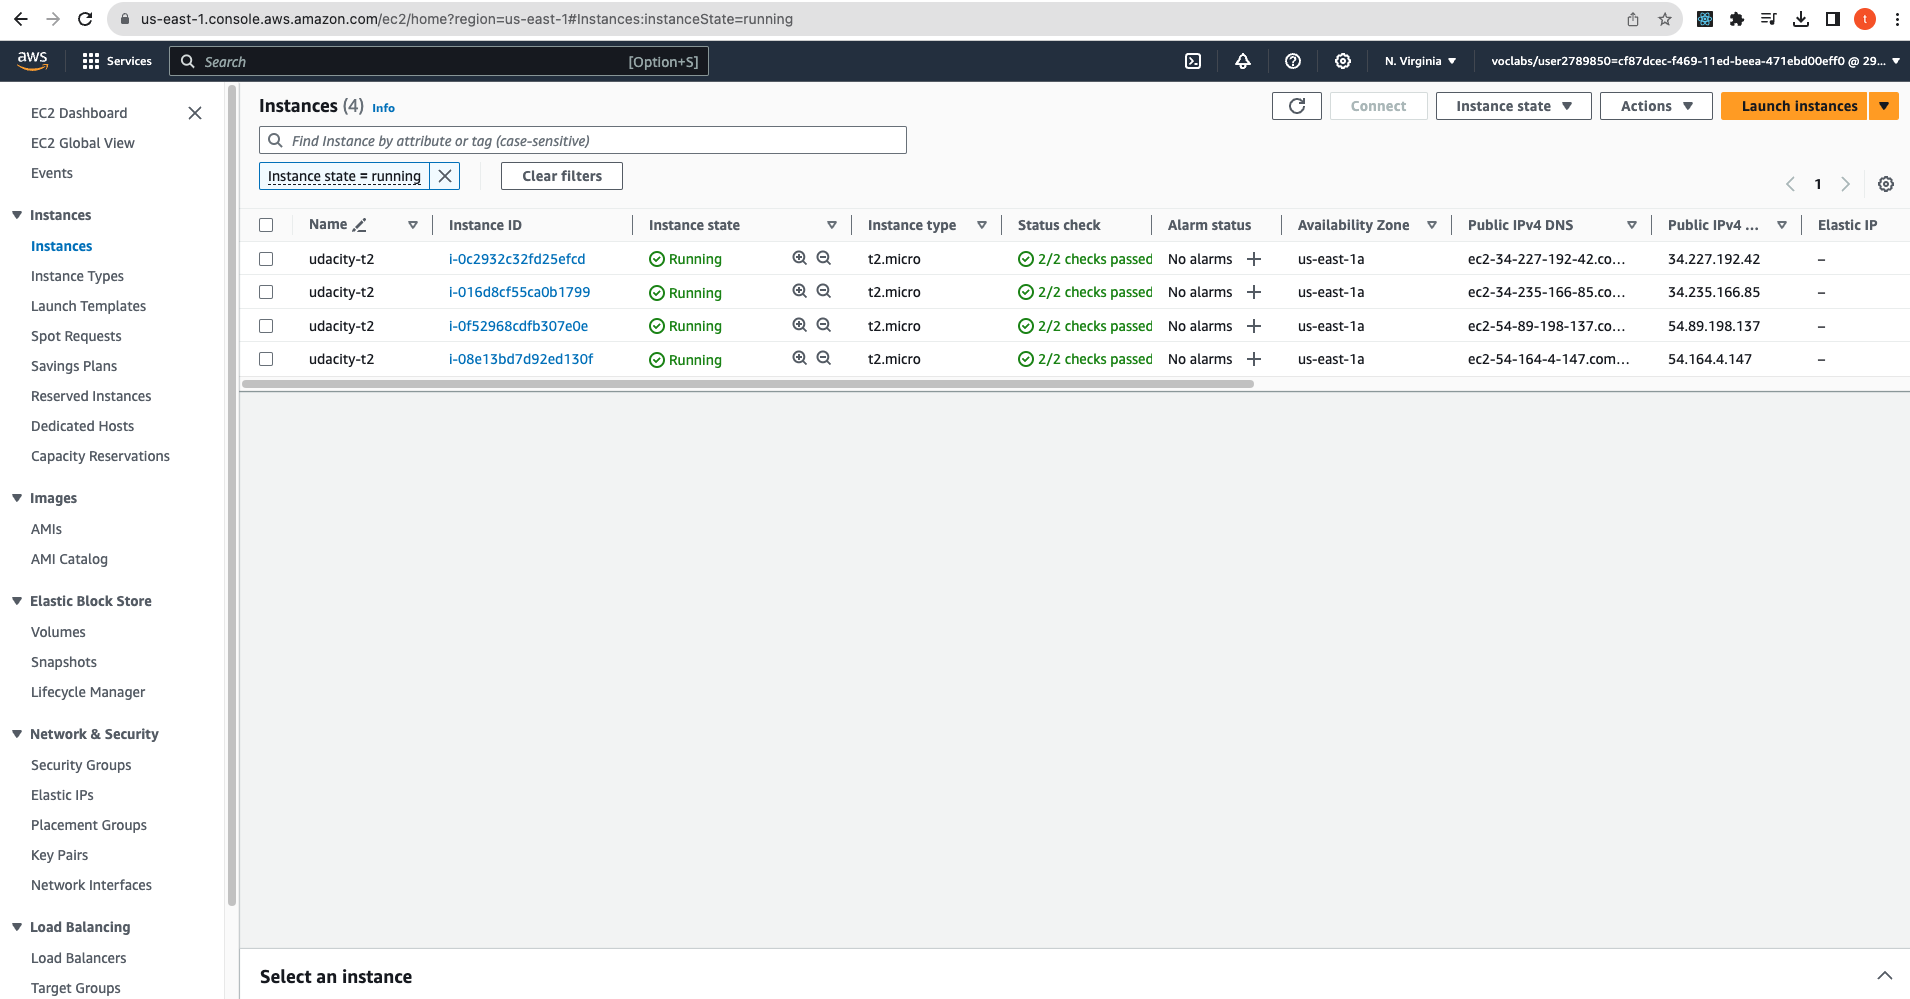 us-east-1.console.aws.amazon.com/ec2/home?region=us-east-1#Instances:instanceState=running
t
aws
Services
Search
[Option+S]
N. Virginia
voclabs/user2789850=cf87dcec-f469-11ed-beea-471ebd00eff0 @ 29...
EC2 Dashboard
EC2 Global View
Events
Instances
Instances
Instance Types
Launch Templates
Spot Requests
Savings Plans
Reserved Instances
Dedicated Hosts
Capacity Reservations
Images
AMIs
AMI Catalog
Elastic Block Store
Volumes
Snapshots
Lifecycle Manager
Network & Security
Security Groups
Elastic IPs
Placement Groups
Key Pairs
Network Interfaces
Load Balancing
Load Balancers
Target Groups
Instances (4) Info
Connect
Instance state
Actions
Launch instances
Find Instance by attribute or tag (case-sensitive)
Instance state = running
Clear filters
1
Name Instance ID Instance state Instance type Status check Alarm status Availability Zone Public IPv4 DNS Public IPv4 ... Elastic IP
udacity-t2 i-0c2932c32fd25efcd Running t2.micro 2/2 checks passed No alarms + us-east-1a ec2-34-227-192-42.co... 34.227.192.42 –
udacity-t2 i-016d8cf55ca0b1799 Running t2.micro 2/2 checks passed No alarms + us-east-1a ec2-34-235-166-85.co... 34.235.166.85 –
udacity-t2 i-0f52968cdfb307e0e Running t2.micro 2/2 checks passed No alarms + us-east-1a ec2-54-89-198-137.co... 54.89.198.137 –
udacity-t2 i-08e13bd7d92ed130f Running t2.micro 2/2 checks passed No alarms + us-east-1a ec2-54-164-4-147.com... 54.164.4.147 –
Select an instance